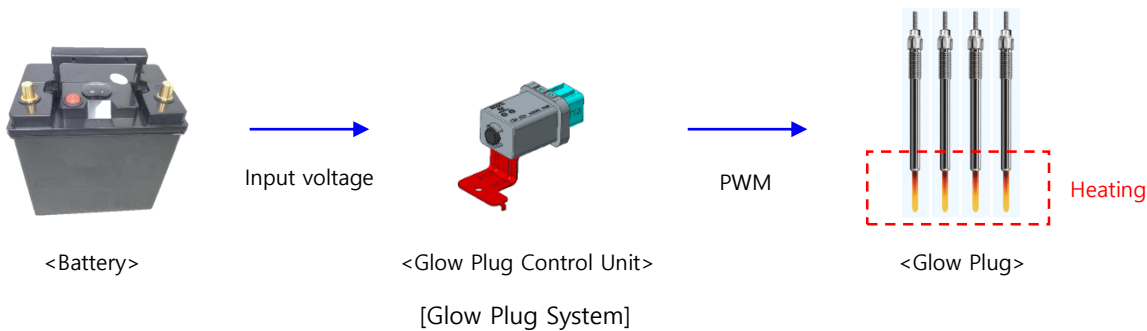 Input voltage
PWM
Heating
<Battery>
<Glow Plug Control Unit>
<Glow Plug>
[Glow Plug System]